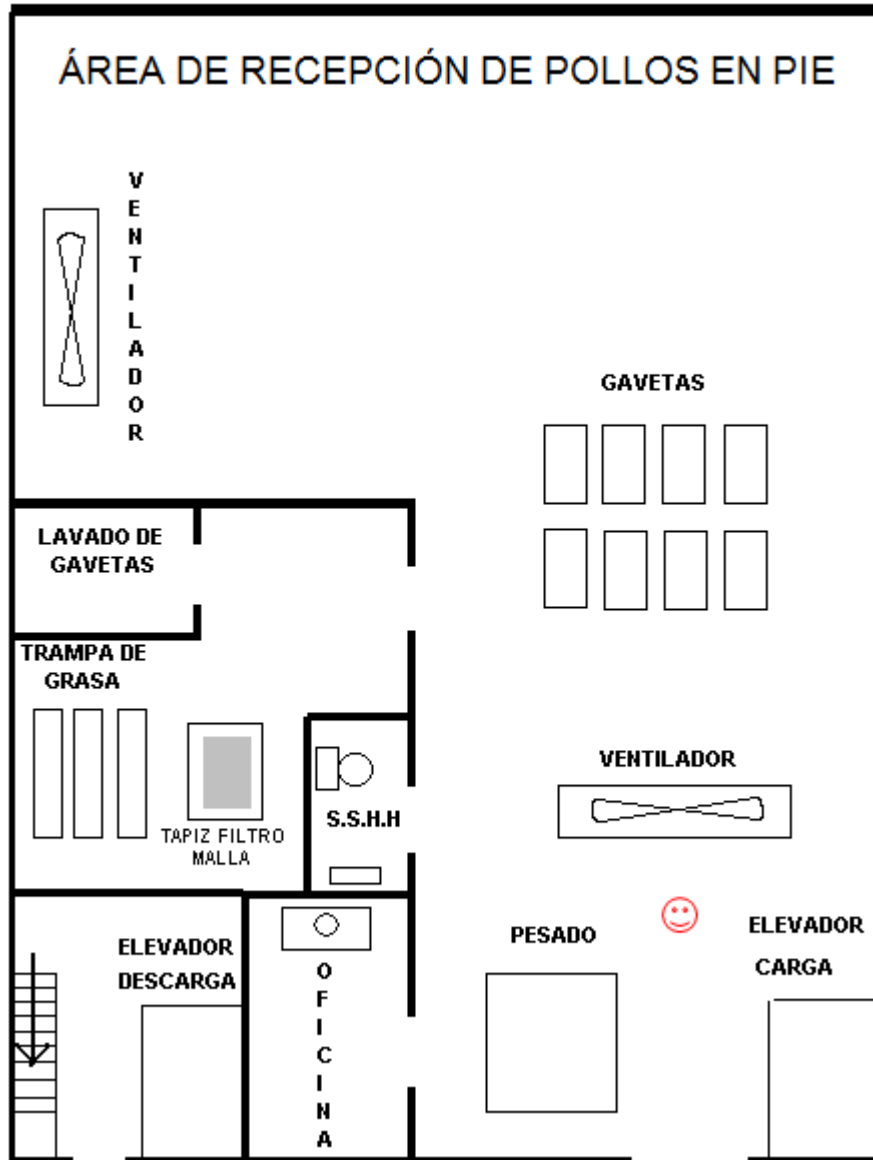 ÁREA DE RECEPCIÓN DE POLLOS EN PIE
VENTILADOR
GAVETAS
LAVADO DE
GAVETAS
TRAMPA DE
GRASA
VENTILADOR
S.S.H.H
TAPIZ FILTRO
MALLA
PESADO
ELEVADOR
CARGA
ELEVADOR
DESCARGA
OFICINA